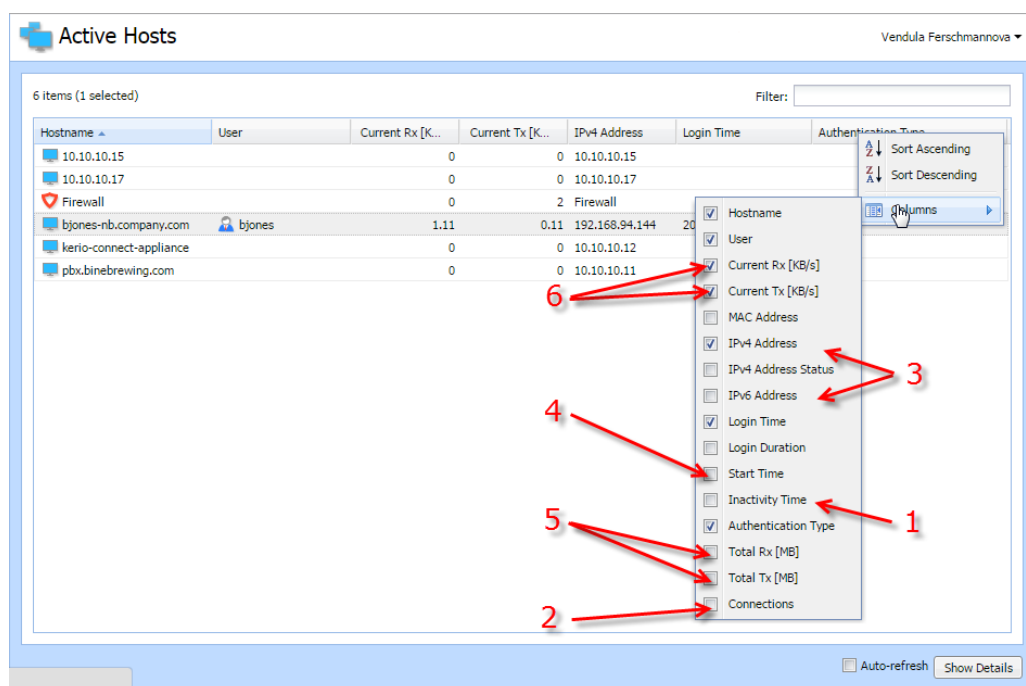 Active Hosts
Vendula Ferschmannova
6 items (1 selected)
Filter:
Hostname User Current Rx [K... Current Tx [K... IPv4 Address Login Time Authentication Type
10.10.10.15 0 0 10.10.10.15
10.10.10.17 0 0 10.10.10.17
Firewall 0 2 Firewall
bjones-nb.company.com bjones 1.11 0.11 192.168.94.144 20
kerio-connect-appliance 0 0 10.10.10.12
pbx.binebrewing.com 0 0 10.10.10.11
Sort Ascending
Sort Descending
Columns
Hostname
User
Current Rx [KB/s]
Current Tx [KB/s]
6
MAC Address
IPv4 Address
IPv4 Address Status
3
IPv6 Address
4
Login Time
Login Duration
Start Time
Inactivity Time
1
5
Authentication Type
Total Rx [MB]
Total Tx [MB]
Connections
2
Auto-refresh Show Details